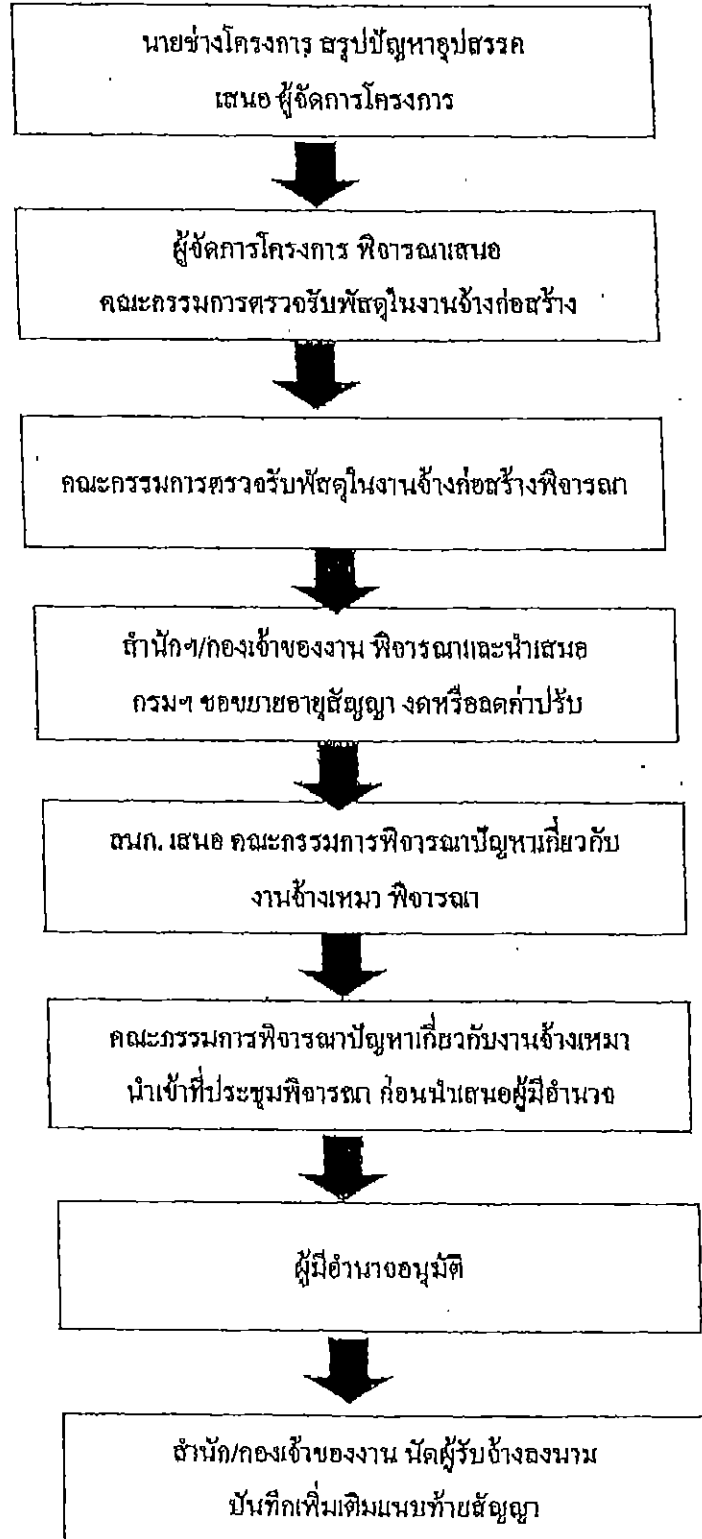 นายช่างโครงการ สรุปปัญหาอุปสรรค
เสนอ ผู้จัดการโครงการ
ผู้จัดการโครงการ พิจารณาเสนอ
คณะกรรมการตรวจรับพัสดุในงานจ้างก่อสร้าง
คณะกรรมการตรวจรับพัสดุในงานจ้างก่อสร้างพิจารณา
สำนักฯ/กองเจ้าของงาน พิจารณาและนำเสนอ
กรมฯ ขอขยายอายุสัญญา งดหรือลดค่าปรับ
สนก. เสนอ คณะกรรมการพิจารณาปัญหาเกี่ยวกับ
งานจ้างเหมา พิจารณา
คณะกรรมการพิจารณาปัญหาเกี่ยวกับงานจ้างเหมา
นำเข้าที่ประชุมพิจารณา ก่อนนำเสนอผู้มีอำนาจ
ผู้มีอำนาจอนุมัติ
สำนัก/กองเจ้าของงาน นัดผู้รับจ้างลงนาม
บันทึกเพิ่มเติมแนบท้ายสัญญา